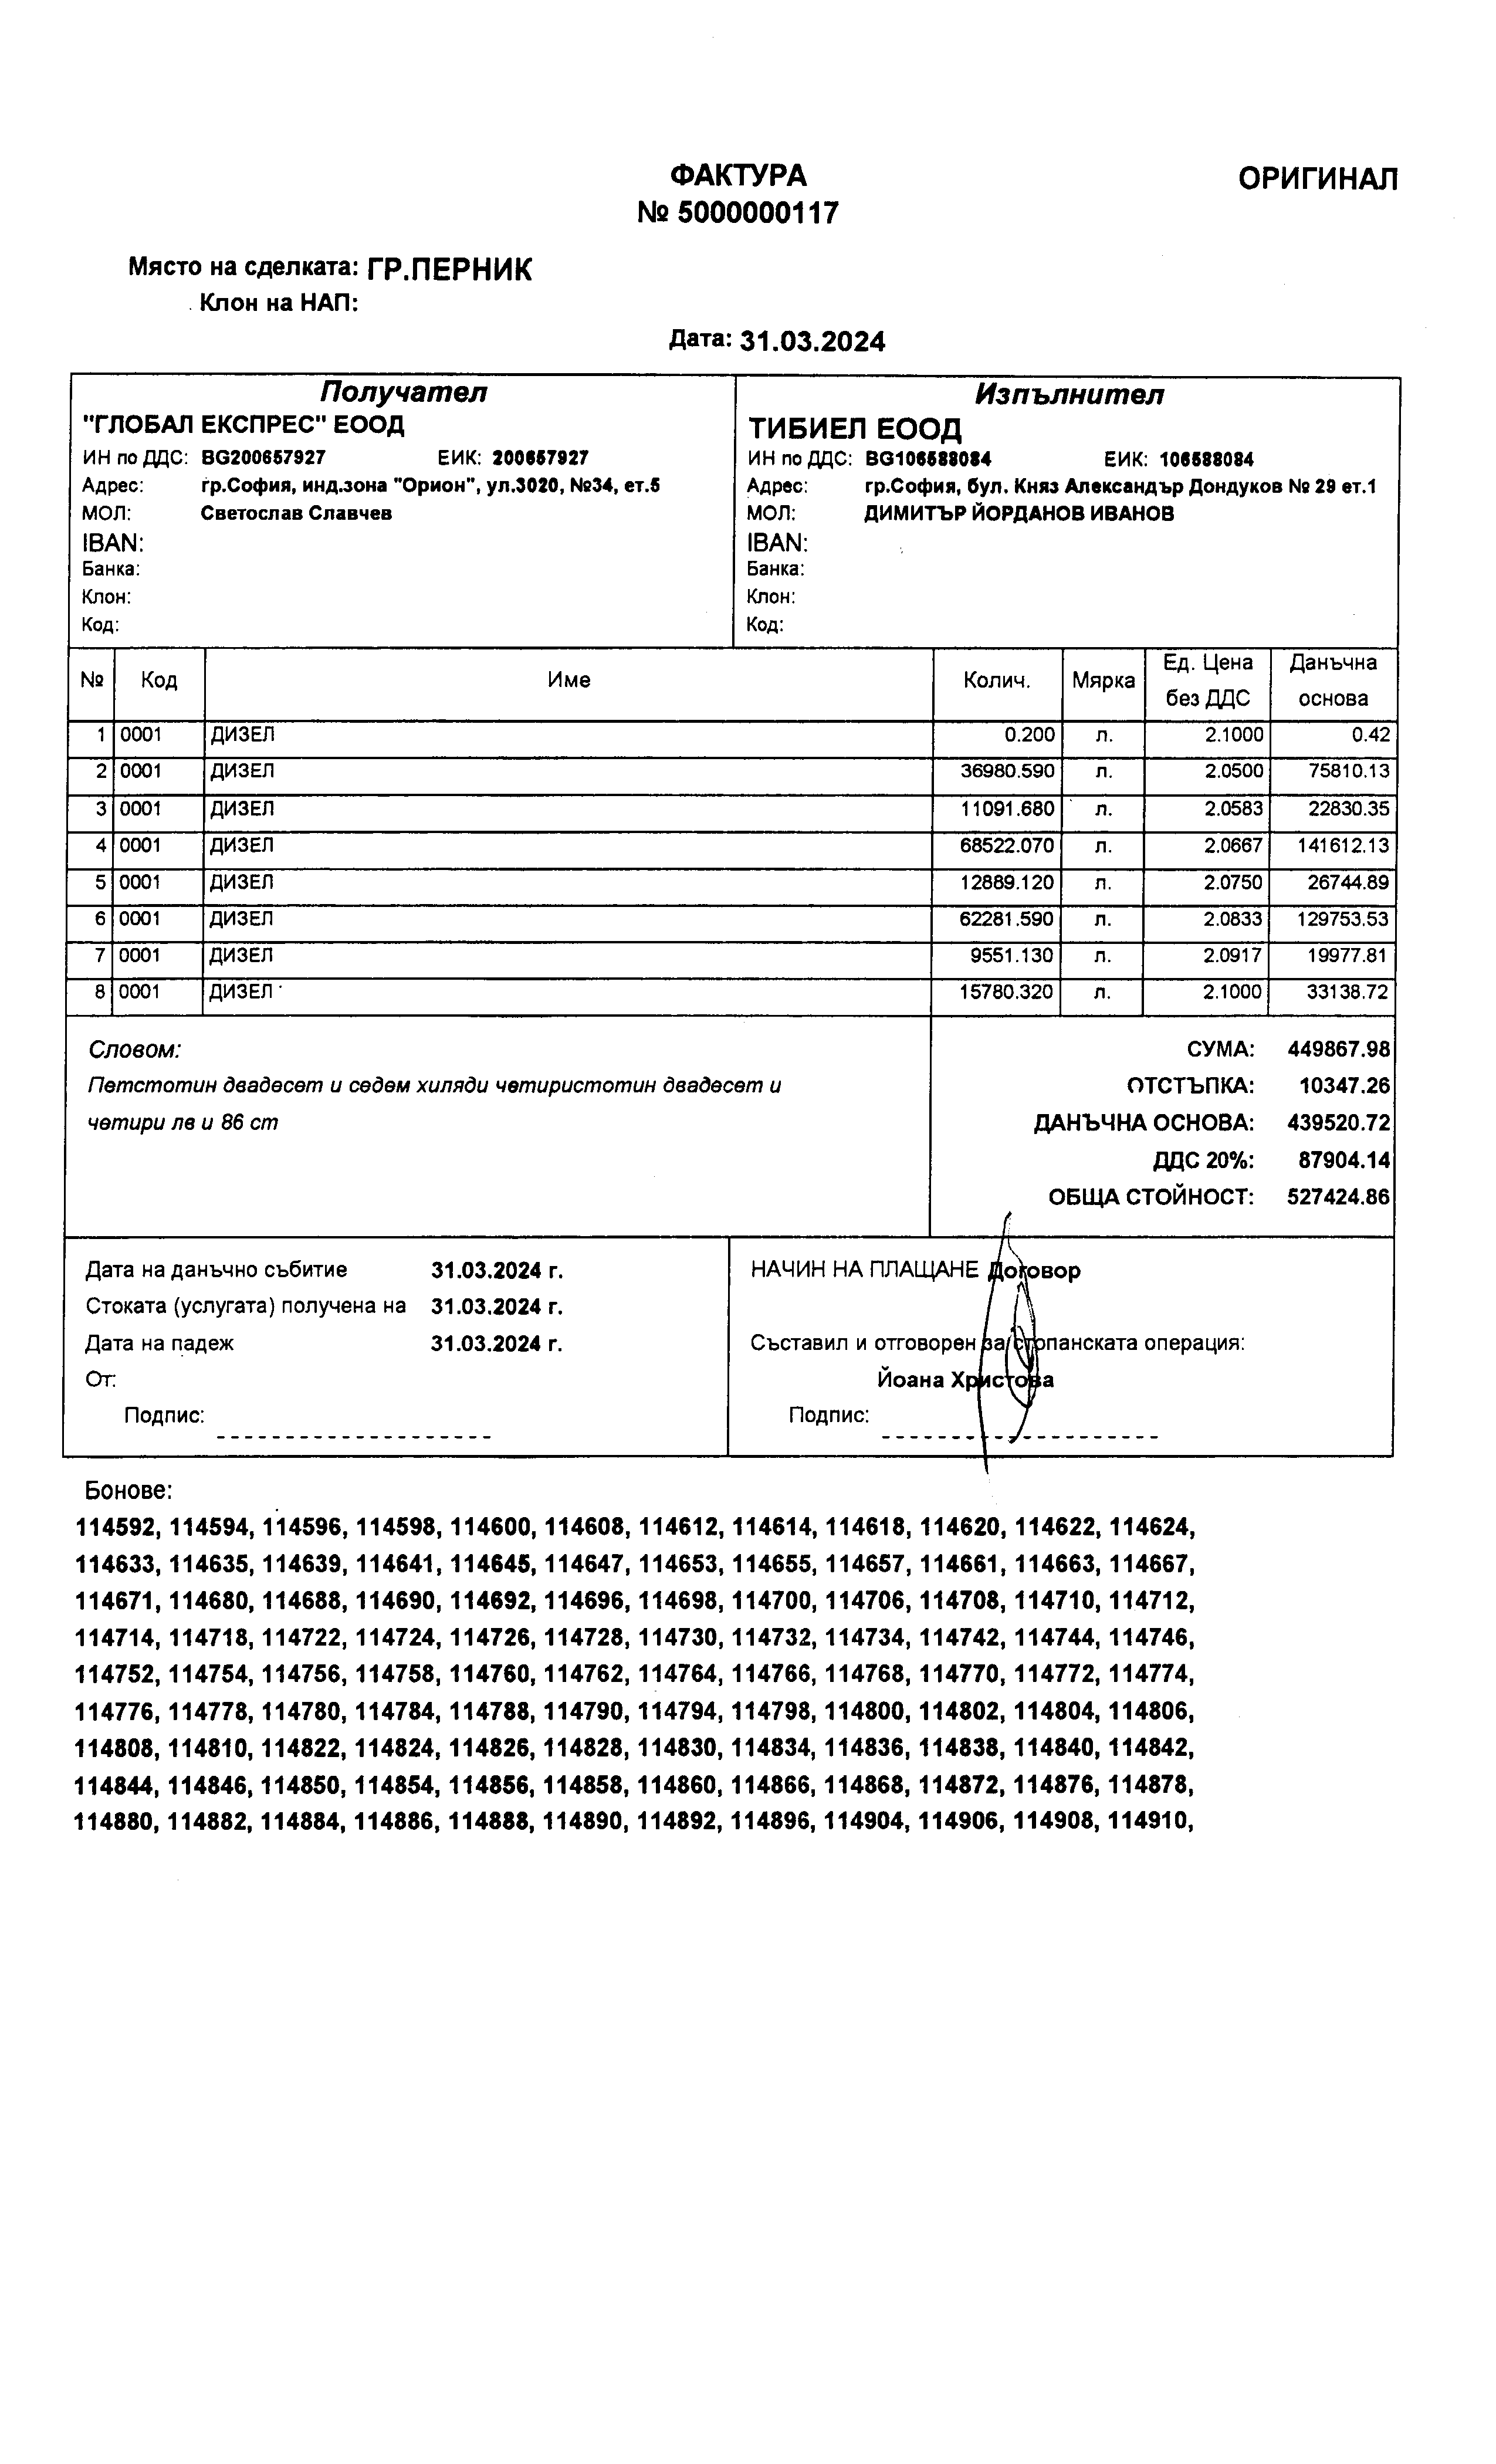 ФАКТУРА
ОРИГИНАЛ
№ 5000000117
Място на сделката: ГР.ПЕРНИК
Клон на НАП:
Дата: 31.03.2024
Получател
"ГЛОБАЛ ЕКСПРЕС" ЕООД
ИН по ДДС: BG200657927 ЕИК: 200657927
Адрес: гр.София, инд.зона "Орион", ул.3020, №34, ет.5
МОЛ: Светослав Славчев
IBAN:
Банка:
Клон:
Код:
Изпълнител
ТИБИЕЛ ЕООД
ИН по ДДС: BG106588084 ЕИК: 106588084
Адрес: гр.София, бул. Княз Александър Дондуков № 29 ет.1
МОЛ: ДИМИТЪР ЙОРДАНОВ ИВАНОВ
IBAN:
Банка:
Клон:
Код:
№ Код Име Колич. Мярка Ед. Цена без ДДС Данъчна основа
1 0001 ДИЗЕЛ 0.200 л. 2.1000 0.42
2 0001 ДИЗЕЛ 36980.590 л. 2.0500 75810.13
3 0001 ДИЗЕЛ 11091.680 л. 2.0583 22830.35
4 0001 ДИЗЕЛ 68522.070 л. 2.0667 141612.13
5 0001 ДИЗЕЛ 12889.120 л. 2.0750 26744.89
6 0001 ДИЗЕЛ 62281.590 л. 2.0833 129753.53
7 0001 ДИЗЕЛ 9551.130 л. 2.0917 19977.81
8 0001 ДИЗЕЛ 15780.320 л. 2.1000 33138.72
Словом:
Петстотин двадесет и седем хиляди четиристотин двадесет и
четири лв и 86 ст
СУМА: 449867.98
ОТСТЪПКА: 10347.26
ДАНЪЧНА ОСНОВА: 439520.72
ДДС 20%: 87904.14
ОБЩА СТОЙНОСТ: 527424.86
Дата на данъчно събитие 31.03.2024 г.
Стоката (услугата) получена на 31.03.2024 г.
Дата на падеж 31.03.2024 г.
От:
Подпис:
НАЧИН НА ПЛАЩАНЕ Договор
Съставил и отговорен за стопанската операция:
Йоана Христова
Подпис:
Бонове:
114592, 114594, 114596, 114598, 114600, 114608, 114612, 114614, 114618, 114620, 114622, 114624,
114633, 114635, 114639, 114641, 114645, 114647, 114653, 114655, 114657, 114661, 114663, 114667,
114671, 114680, 114688, 114690, 114692, 114696, 114698, 114700, 114706, 114708, 114710, 114712,
114714, 114718, 114722, 114724, 114726, 114728, 114730, 114732, 114734, 114742, 114744, 114746,
114752, 114754, 114756, 114758, 114760, 114762, 114764, 114766, 114768, 114770, 114772, 114774,
114776, 114778, 114780, 114784, 114788, 114790, 114794, 114798, 114800, 114802, 114804, 114806,
114808, 114810, 114822, 114824, 114826, 114828, 114830, 114834, 114836, 114838, 114840, 114842,
114844, 114846, 114850, 114854, 114856, 114858, 114860, 114866, 114868, 114872, 114876, 114878,
114880, 114882, 114884, 114886, 114888, 114890, 114892, 114896, 114904, 114906, 114908, 114910,